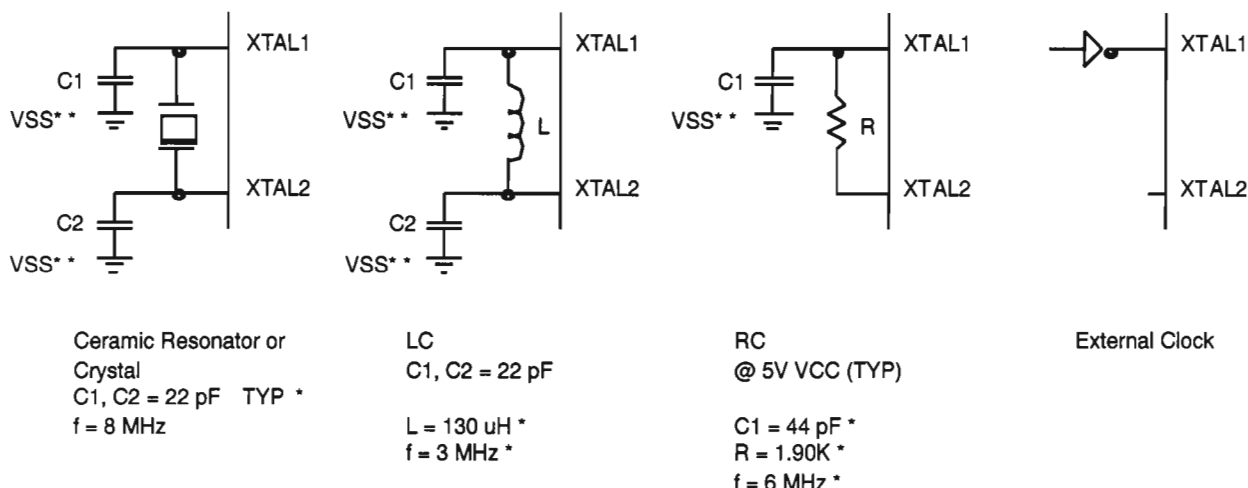 XTAL1
C1
VSS* *
XTAL2
C2
VSS* *
Ceramic Resonator or
Crystal
C1, C2 = 22 pF TYP *
f = 8 MHz
XTAL1
C1
VSS* *
L
XTAL2
C2
VSS* *
LC
C1, C2 = 22 pF
L = 130 uH *
f = 3 MHz *
XTAL1
C1
VSS* *
R
XTAL2
RC
@ 5V VCC (TYP)
C1 = 44 pF *
R = 1.90K *
f = 6 MHz *
XTAL1
XTAL2
External Clock